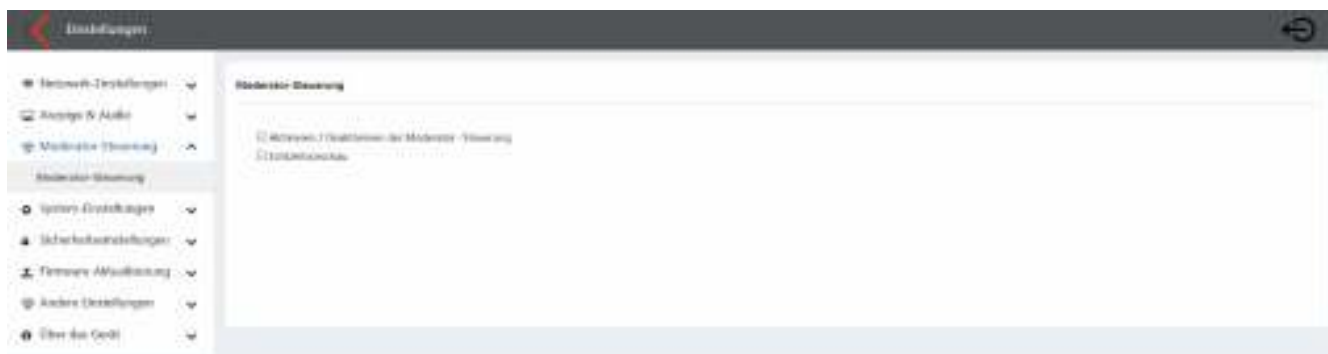 Einstellungen
Netzwerk-Einstellungen
Anzeige & Audio
Moderator-Steuerung
Moderator-Steuerung
System-Einstellungen
Sicherheitseinstellungen
Firmware-Aktualisierung
Andere Einstellungen
Über das Gerät
Moderator-Steuerung
Aktivieren / Deaktivieren der Moderator-Steuerung